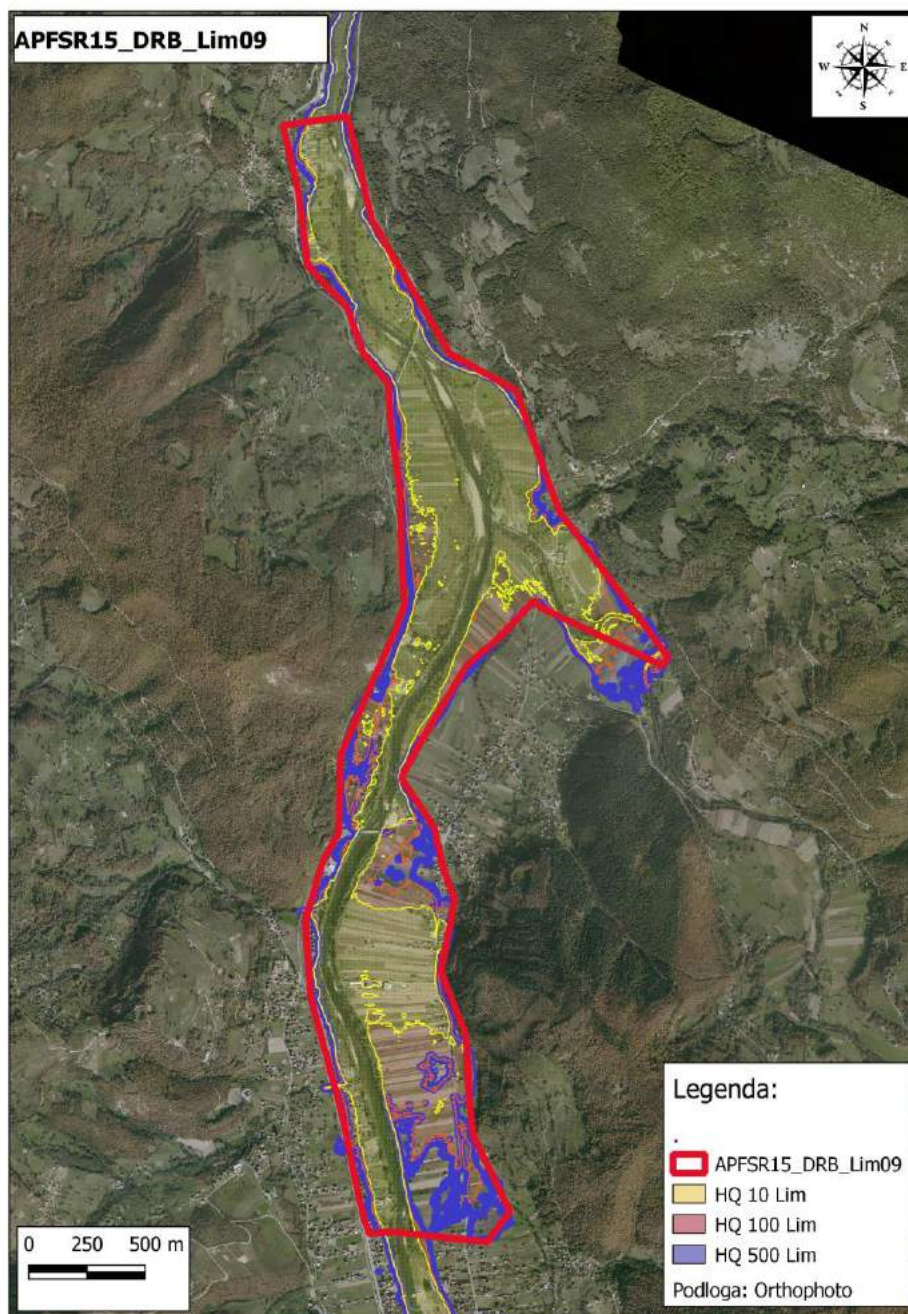 APFSR15_DRB_Lim09
N
W E
S
Legenda:
.
APFSR15_DRB_Lim09
HQ 10 Lim
HQ 100 Lim
HQ 500 Lim
Podloga: Orthophoto
0 250 500 m